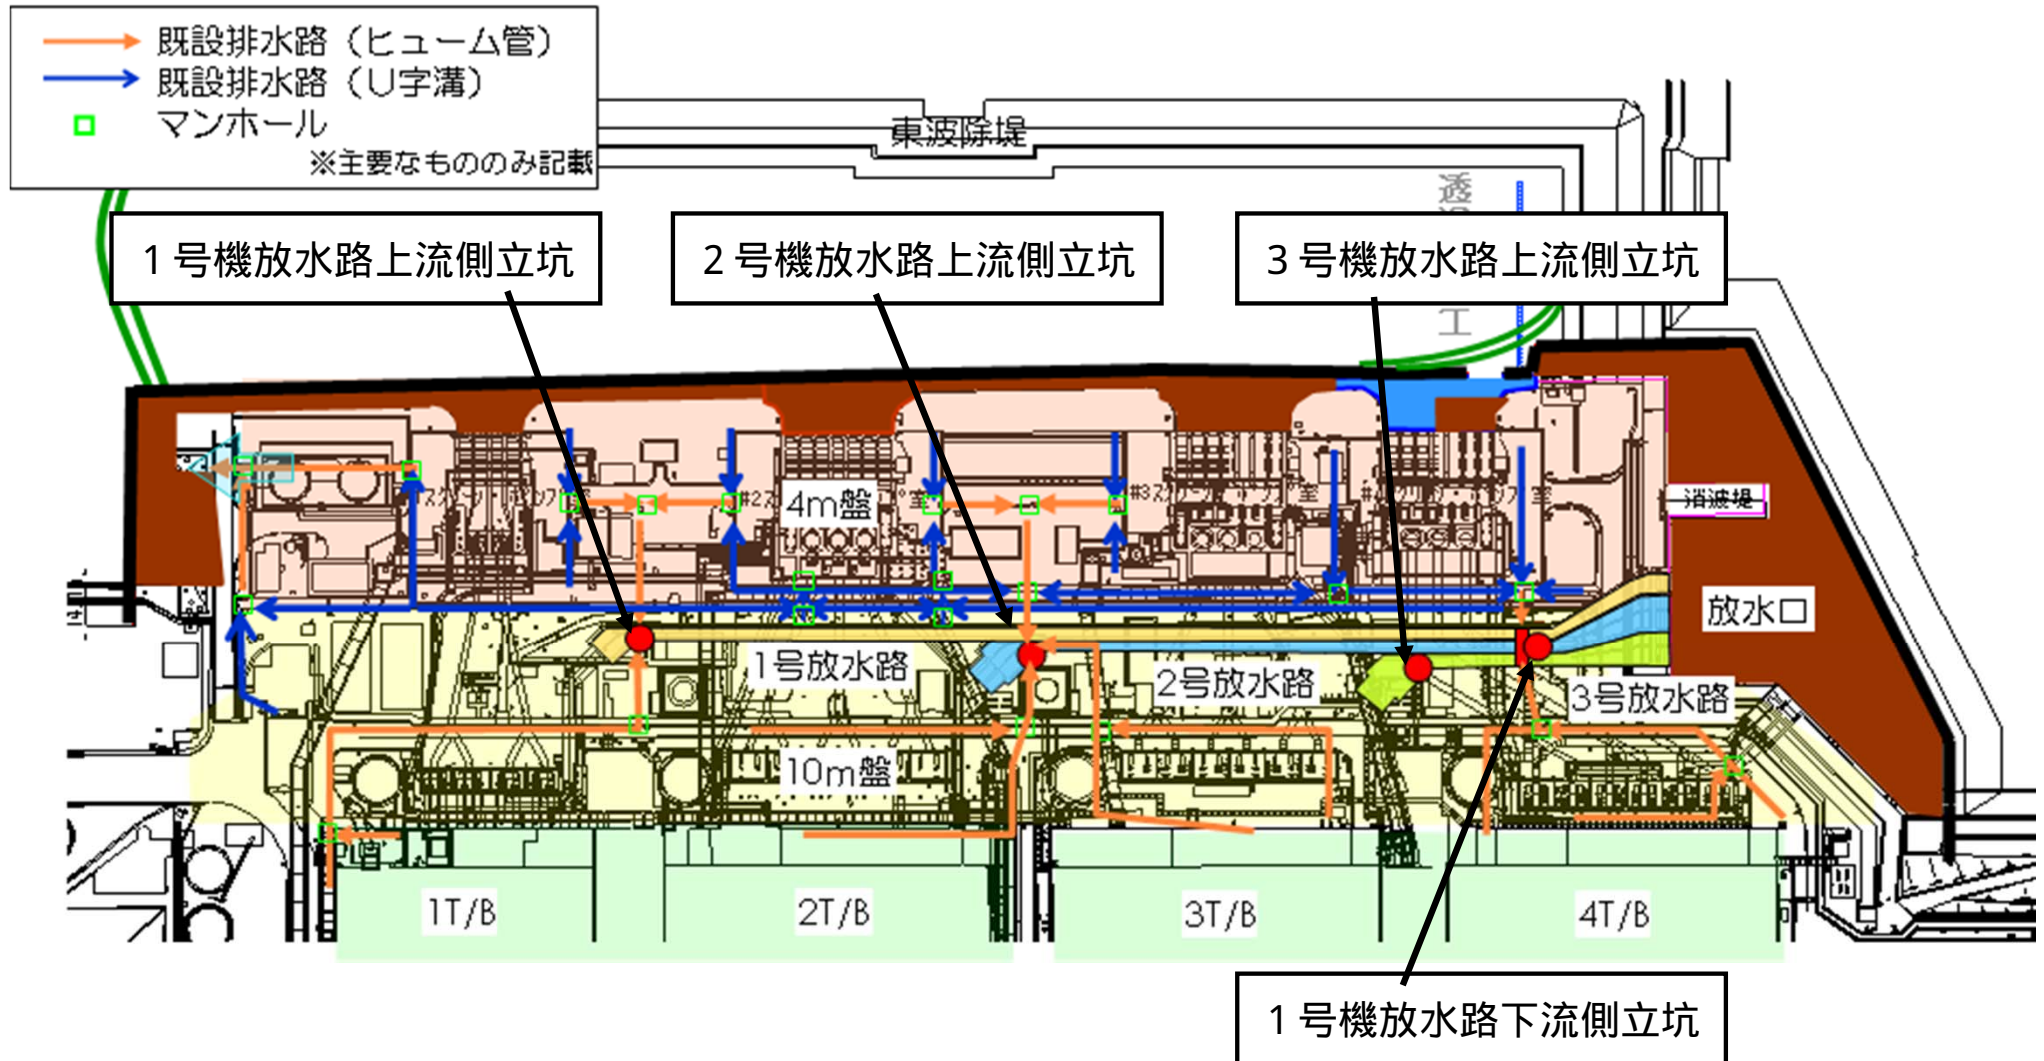 既設排水路（ヒューム管）
既設排水路（U字溝）
マンホール
※主要なもののみ記載
東波除堤
透
工
1号機放水路上流側立坑
2号機放水路上流側立坑
3号機放水路上流側立坑
4m盤
消波堤
放水口
1号放水路
2号放水路
3号放水路
10m盤
1T/B
2T/B
3T/B
4T/B
1号機放水路下流側立坑